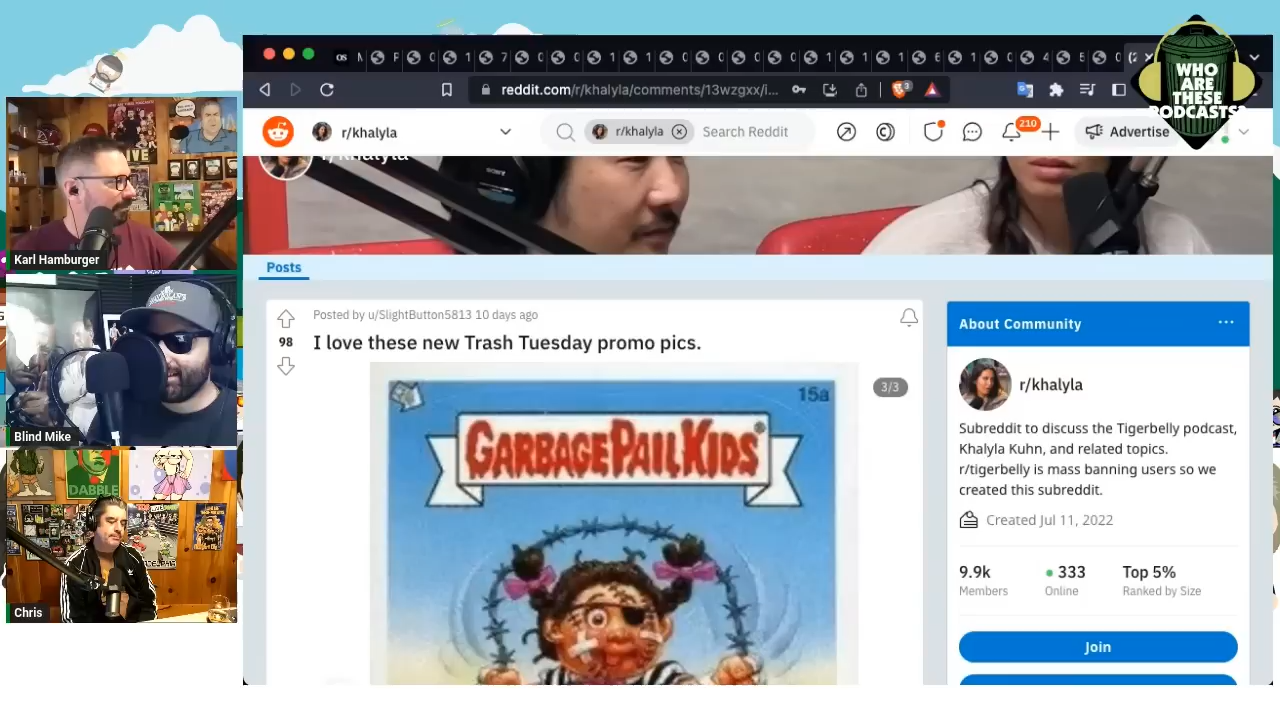 reddit.com/r/khalyla/comments/13wzgxx/i...
WHO ARE
THESE
PODCASTS?
r/khalyla
r/khalyla
Search Reddit
210
Advertise
r/khalyla
Karl Hamburger
Posts
Posted by u/SlightButton5813 10 days ago
98
I love these new Trash Tuesday promo pics.
3/3
15a
GARBAGE PAIL KIDS®
About Community
r/khalyla
Subreddit to discuss the Tigerbelly podcast,
Khalyla Kuhn, and related topics.
r/tigerbelly is mass banning users so we
created this subreddit.
Created Jul 11, 2022
9.9k
333
Top 5%
Members
Online
Ranked by Size
Join
Blind Mike
DABBLE
Chris